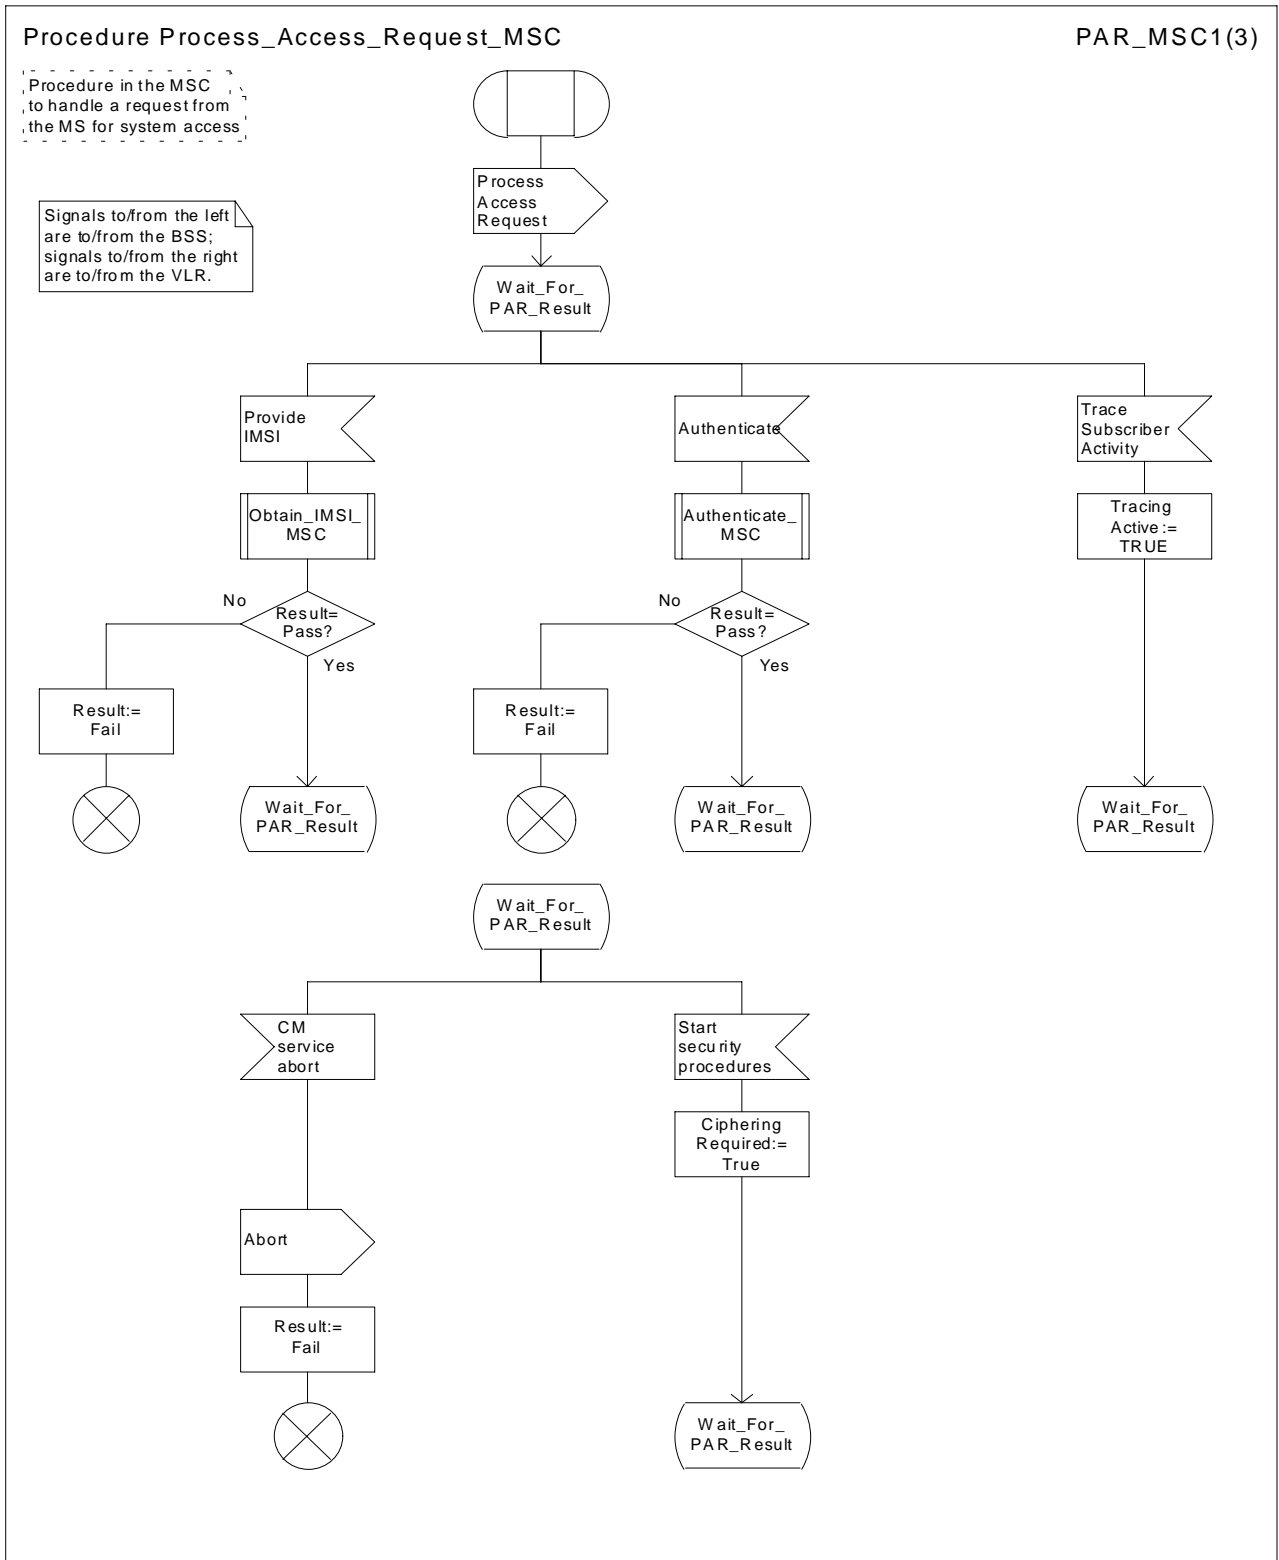 Procedure Process_Access_Request_MSC
PAR_MSC1(3)
Procedure in the MSC
to handle a request from
the MS for system access
Signals to/from the left
are to/from the BSS;
signals to/from the right
are to/from the VLR.
Process
Access
Request
Wait_For_
PAR_Result
Provide
IMSI
Authenticate
Trace
Subscriber
Activity
Obtain_IMSI_
MSC
Authenticate_
MSC
Tracing
Active:=
TRUE
No
Result=
Pass?
Yes
No
Result=
Pass?
Yes
Result:=
Fail
Result:=
Fail
Wait_For_
PAR_Result
Wait_For_
PAR_Result
Wait_For_
PAR_Result
Wait_For_
PAR_Result
CM
service
abort
Start
security
procedures
Ciphering
Required:=
True
Abort
Result:=
Fail
Wait_For_
PAR_Result